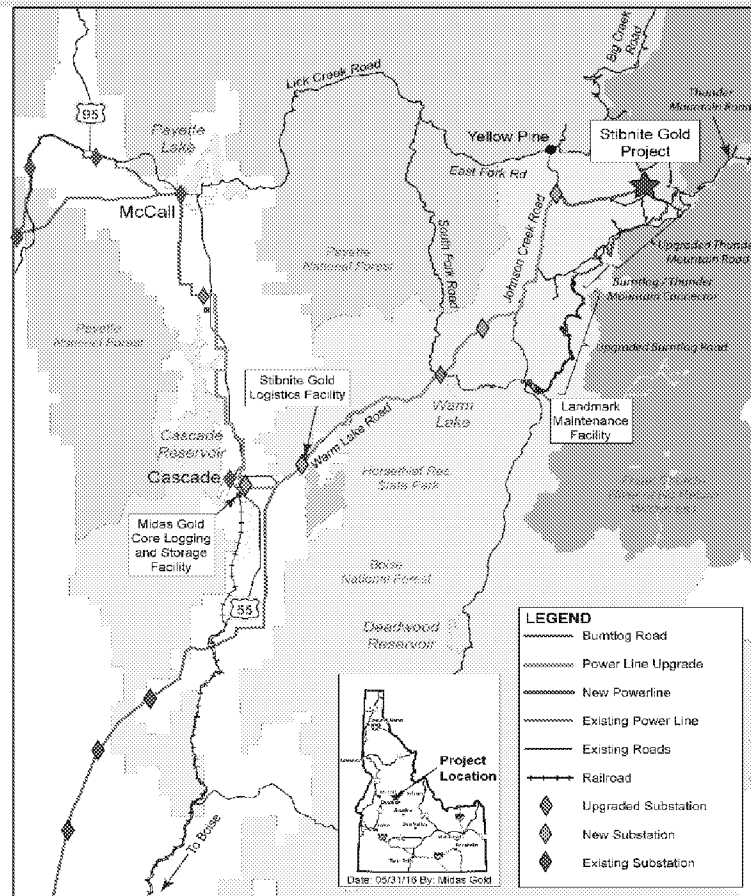 Big Creek
Road
Thunder
Mountain Road
Lick Creek Road
95
Payette
Lake
Yellow Pine
Stibnite Gold
Project
East Fork Rd
McCall
South Fork Road
Johnson Creek Road
Upgraded Thunder
Mountain Road
Payette
National Forest
Burntlog / Thunder
Mountain Connector
Payette
National Forest
Upgraded Burntlog Road
Stibnite Gold
Logistics Facility
Warm
Lake
Landmark
Maintenance
Facility
Cascade
Reservoir
Warm Lake Road
Cascade
Horsethief Res.
State Park
Midas Gold
Core Logging
and Storage
Facility
Boise
National Forest
55
Deadwood
Reservoir
To Boise
Project
Location
Date: 05/31/16 By: Midas Gold
LEGEND
Burntlog Road
Power Line Upgrade
New Powerline
Existing Power Line
Existing Roads
Railroad
Upgraded Substation
New Substation
Existing Substation